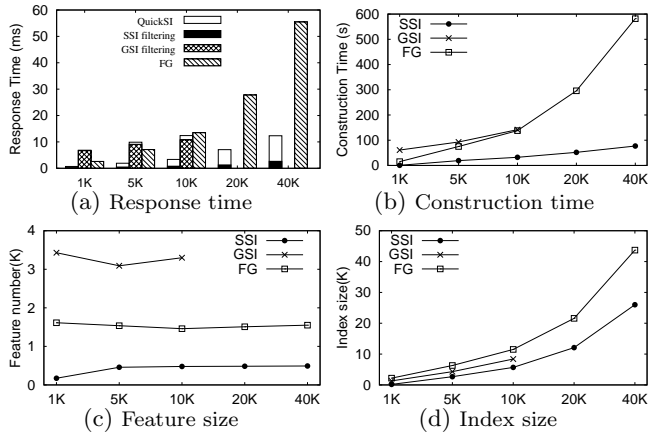 60
50
40
30
20
10
0
Response Time (ms)
QuickSI
SSI filtering
GSI filtering
FG
1K 5K 10K 20K 40K
(a) Response time
600
500
400
300
200
100
0
Construction Time (s)
SSI
GSI
FG
1K 5K 10K 20K 40K
(b) Construction time
4
3
2
1
0
Feature number(K)
SSI
GSI
FG
1K 5K 10K 20K 40K
(c) Feature size
50
40
30
20
10
0
Index size(K)
SSI
GSI
FG
1K 5K 10K 20K 40K
(d) Index size